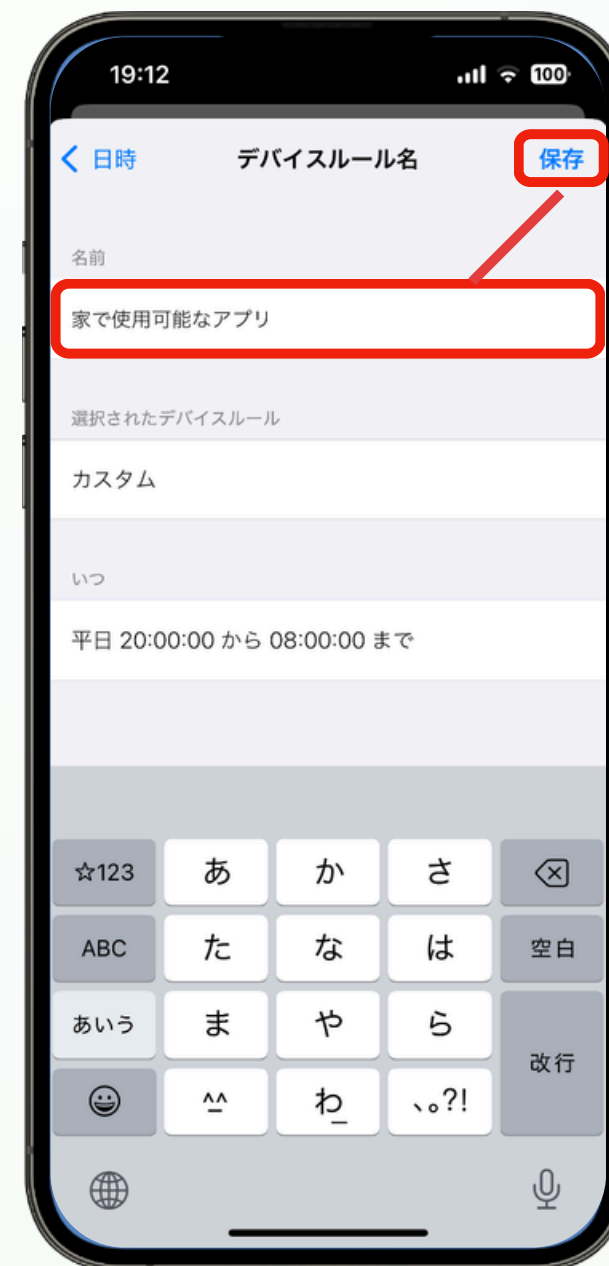 19:12
100
日時
デバイスルール名
保存
名前
家で使用可能なアプリ
選択されたデバイスルール
カスタム
いつ
平日 20:00:00 から 08:00:00 まで
☆123
あ
か
さ
ABC
た
な
は
空白
あいう
ま
や
ら
改行
^^
わ
、。?!